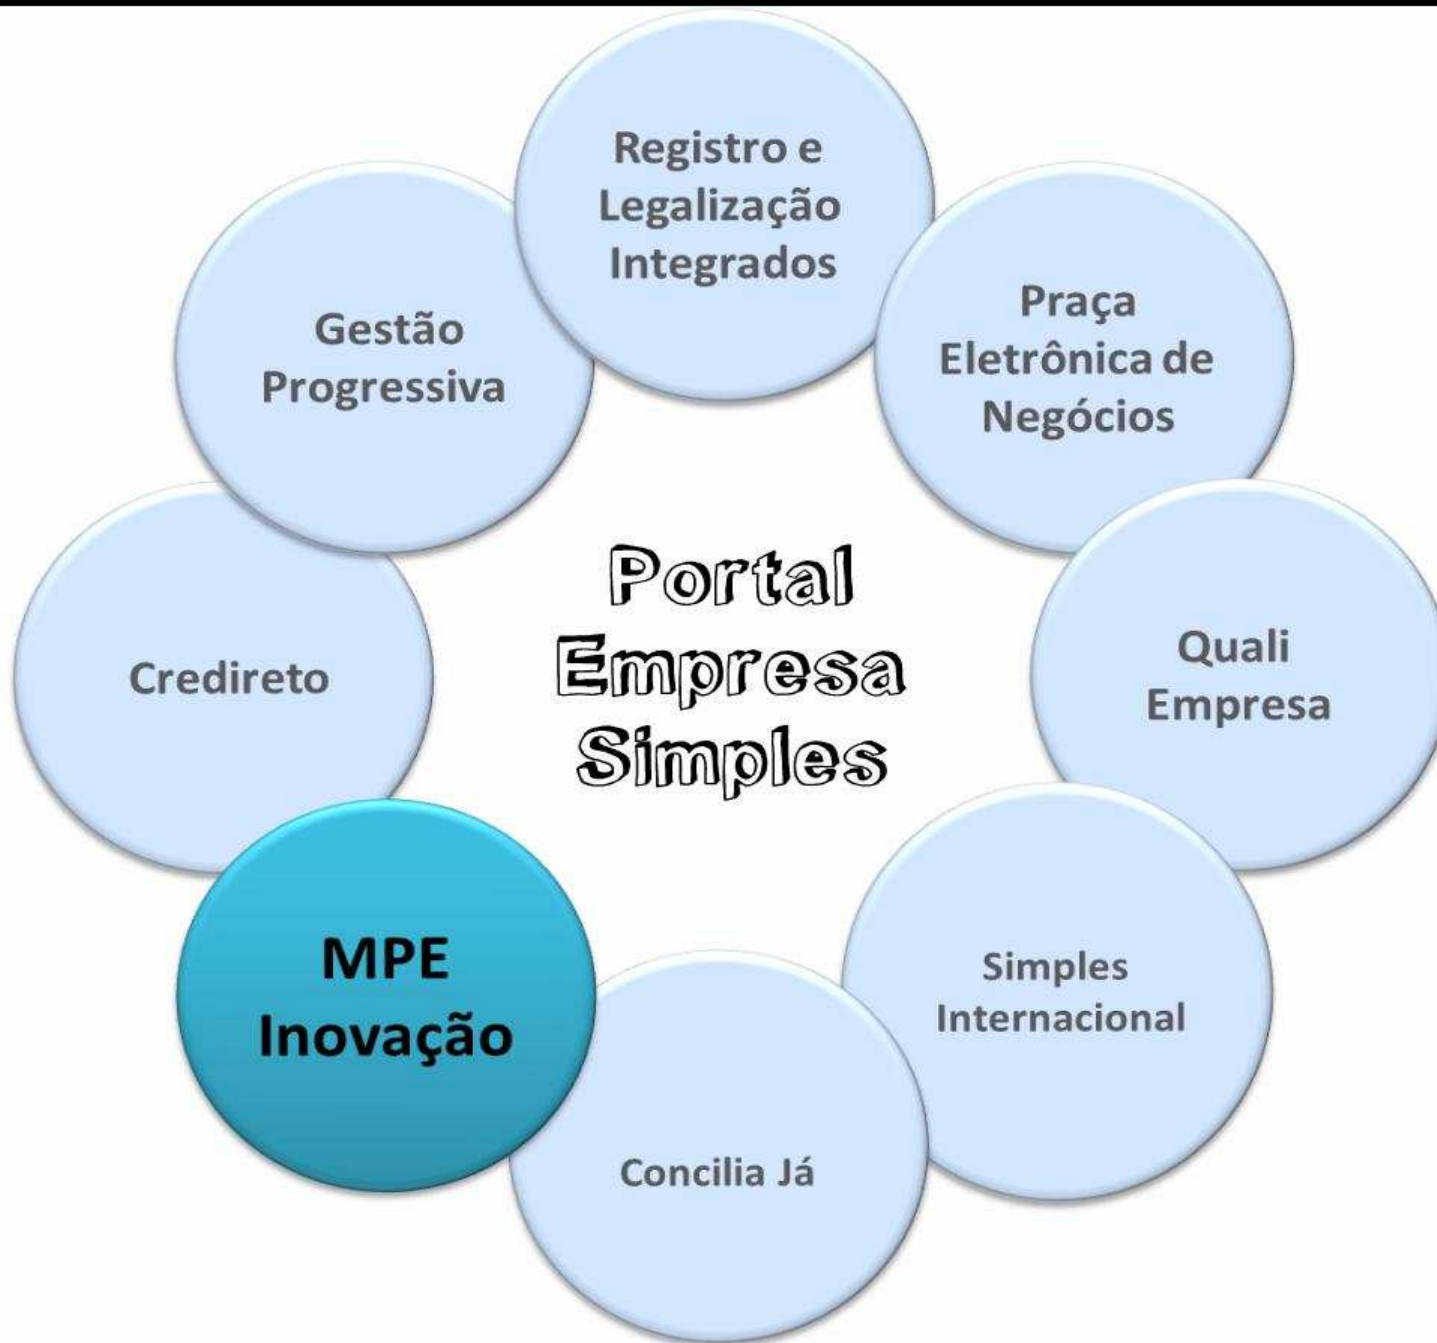 Registro e
Legalização
Integrados
Praça
Eletrônica de
Negócios
Gestão
Progressiva
Portal
Empresa
Simples
Quali
Empresa
Credireto
Simples
Internacional
MPE
Inovação
Concilia Já